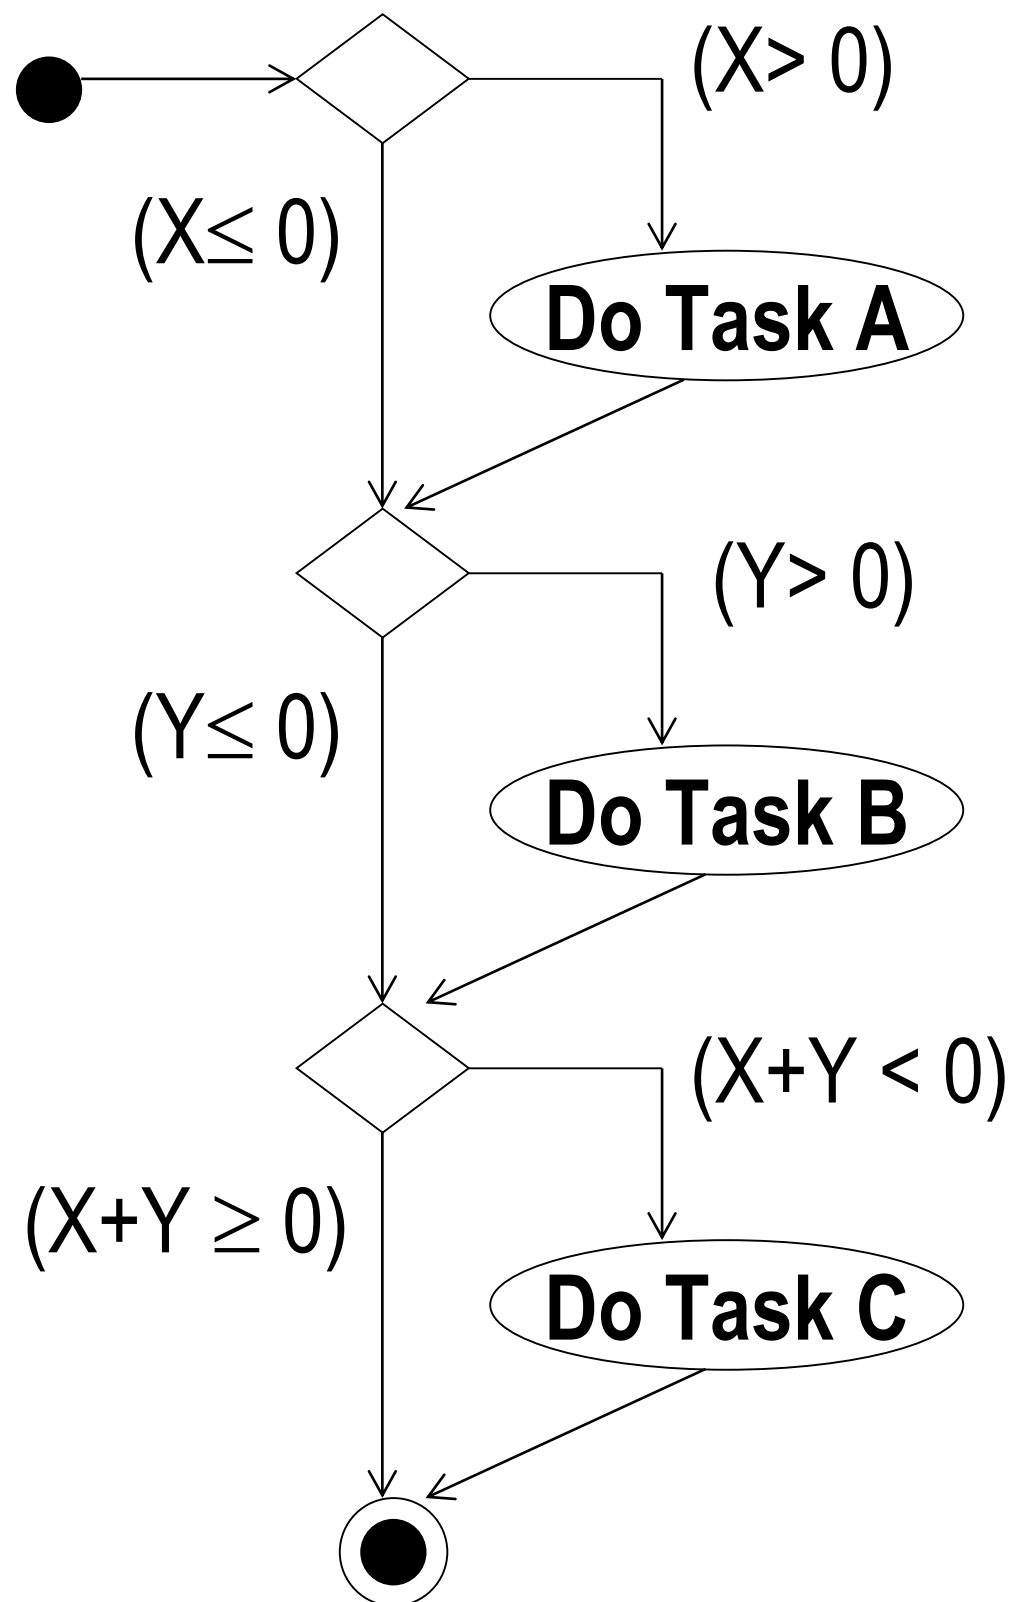 (X> 0)
(X≤ 0)
Do Task A
(Y> 0)
(Y≤ 0)
Do Task B
(X+Y < 0)
(X+Y ≥ 0)
Do Task C